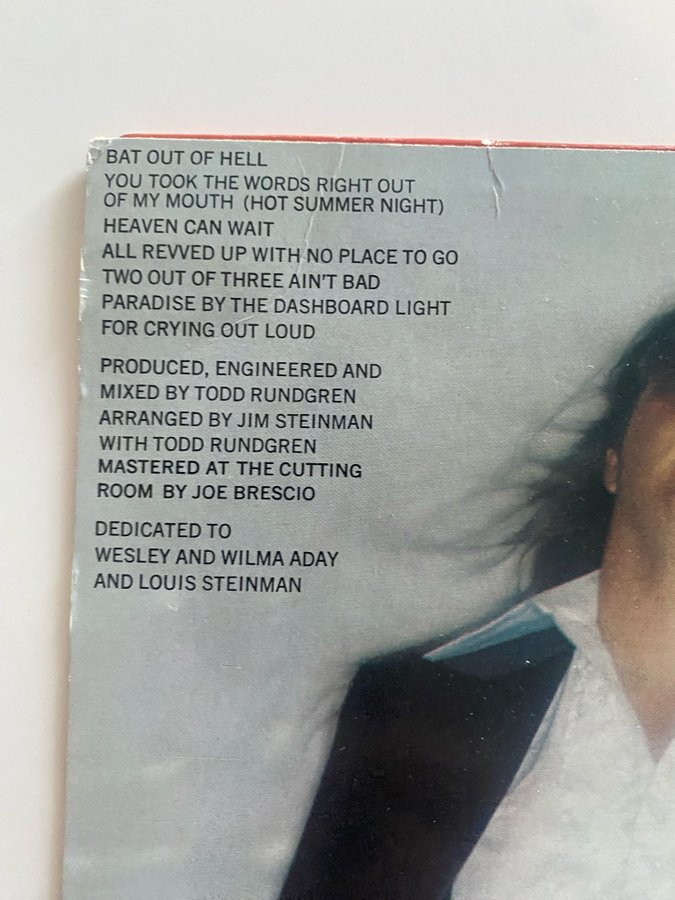 BAT OUT OF HELL
YOU TOOK THE WORDS RIGHT OUT
OF MY MOUTH (HOT SUMMER NIGHT)
HEAVEN CAN WAIT
ALL REVVED UP WITH NO PLACE TO GO
TWO OUT OF THREE AIN'T BAD
PARADISE BY THE DASHBOARD LIGHT
FOR CRYING OUT LOUD
PRODUCED, ENGINEERED AND
MIXED BY TODD RUNDGREN
ARRANGED BY JIM STEINMAN
WITH TODD RUNDGREN
MASTERED AT THE CUTTING
ROOM BY JOE BRESCIO
DEDICATED TO
WESLEY AND WILMA ADAY
AND LOUIS STEINMAN